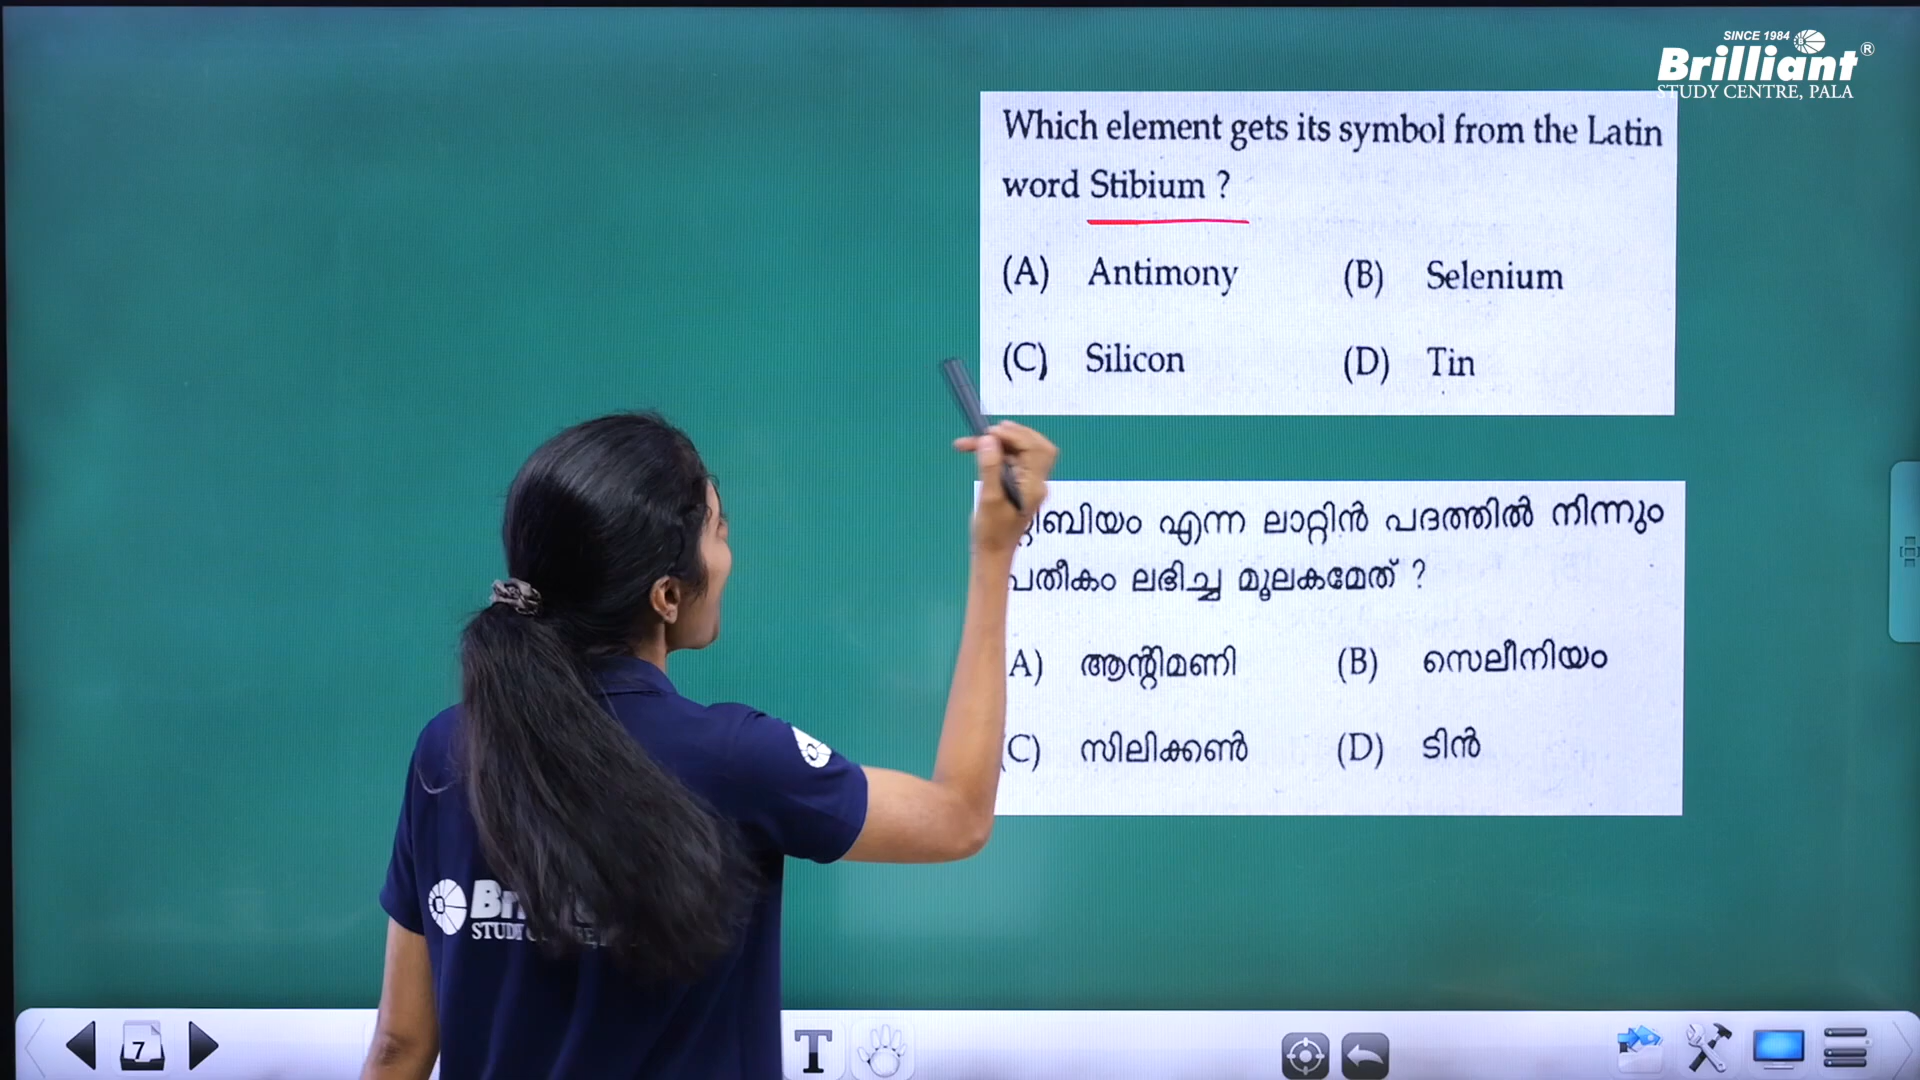 SINCE 1984
Brilliant®
STUDY CENTRE, PALA
Which element gets its symbol from the Latin
word Stibium ?
(A) Antimony (B) Selenium
(C) Silicon (D) Tin
എന്ന ലാറ്റിൻ പദത്തിൽ നിന്നും
ലഭിച്ച മൂലകമേത് ?
A) ആന്റിമണി (B) സെലീനിയം
C) സിലിക്കൺ (D) ടിൻ
7
T